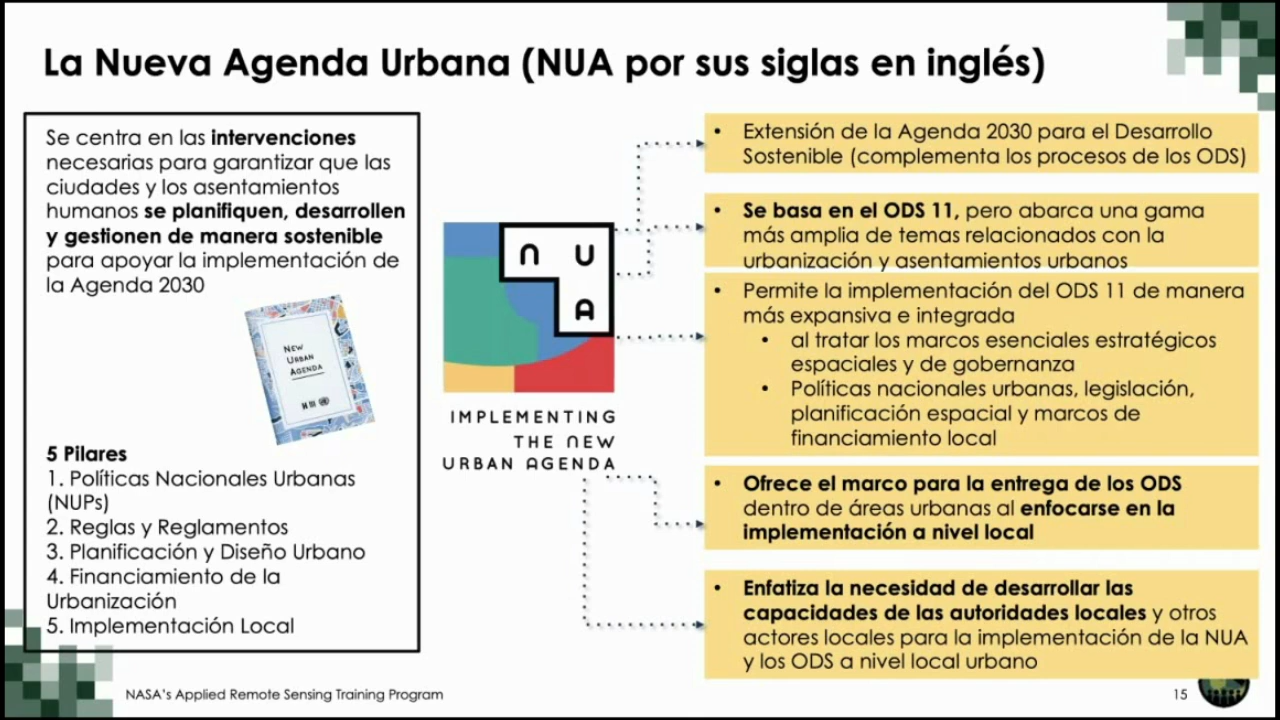 La Nueva Agenda Urbana (NUA por sus siglas en inglés)
Se centra en las intervenciones
necesarias para garantizar que las
ciudades y los asentamientos
humanos se planifiquen, desarrollen
y gestionen de manera sostenible
para apoyar la implementación de
la Agenda 2030
NEW
URBAN
AGENDA
5 Pilares
1. Políticas Nacionales Urbanas
(NUPs)
2. Reglas y Reglamentos
3. Planificación y Diseño Urbano
4. Financiamiento de la
Urbanización
5. Implementación Local
N U
A
IMPLEMENTING
THE NEW
URBAN AGENDA
• Extensión de la Agenda 2030 para el Desarrollo
Sostenible (complementa los procesos de los ODS)
• Se basa en el ODS 11, pero abarca una gama
más amplia de temas relacionados con la
urbanización y asentamientos urbanos
• Permite la implementación del ODS 11 de manera
más expansiva e integrada
• al tratar los marcos esenciales estratégicos
espaciales y de gobernanza
• Políticas nacionales urbanas, legislación,
planificación espacial y marcos de
financiamiento local
• Ofrece el marco para la entrega de los ODS
dentro de áreas urbanas al enfocarse en la
implementación a nivel local
• Enfatiza la necesidad de desarrollar las
capacidades de las autoridades locales y otros
actores locales para la implementación de la NUA
y los ODS a nivel local urbano
NASA's Applied Remote Sensing Training Program
15